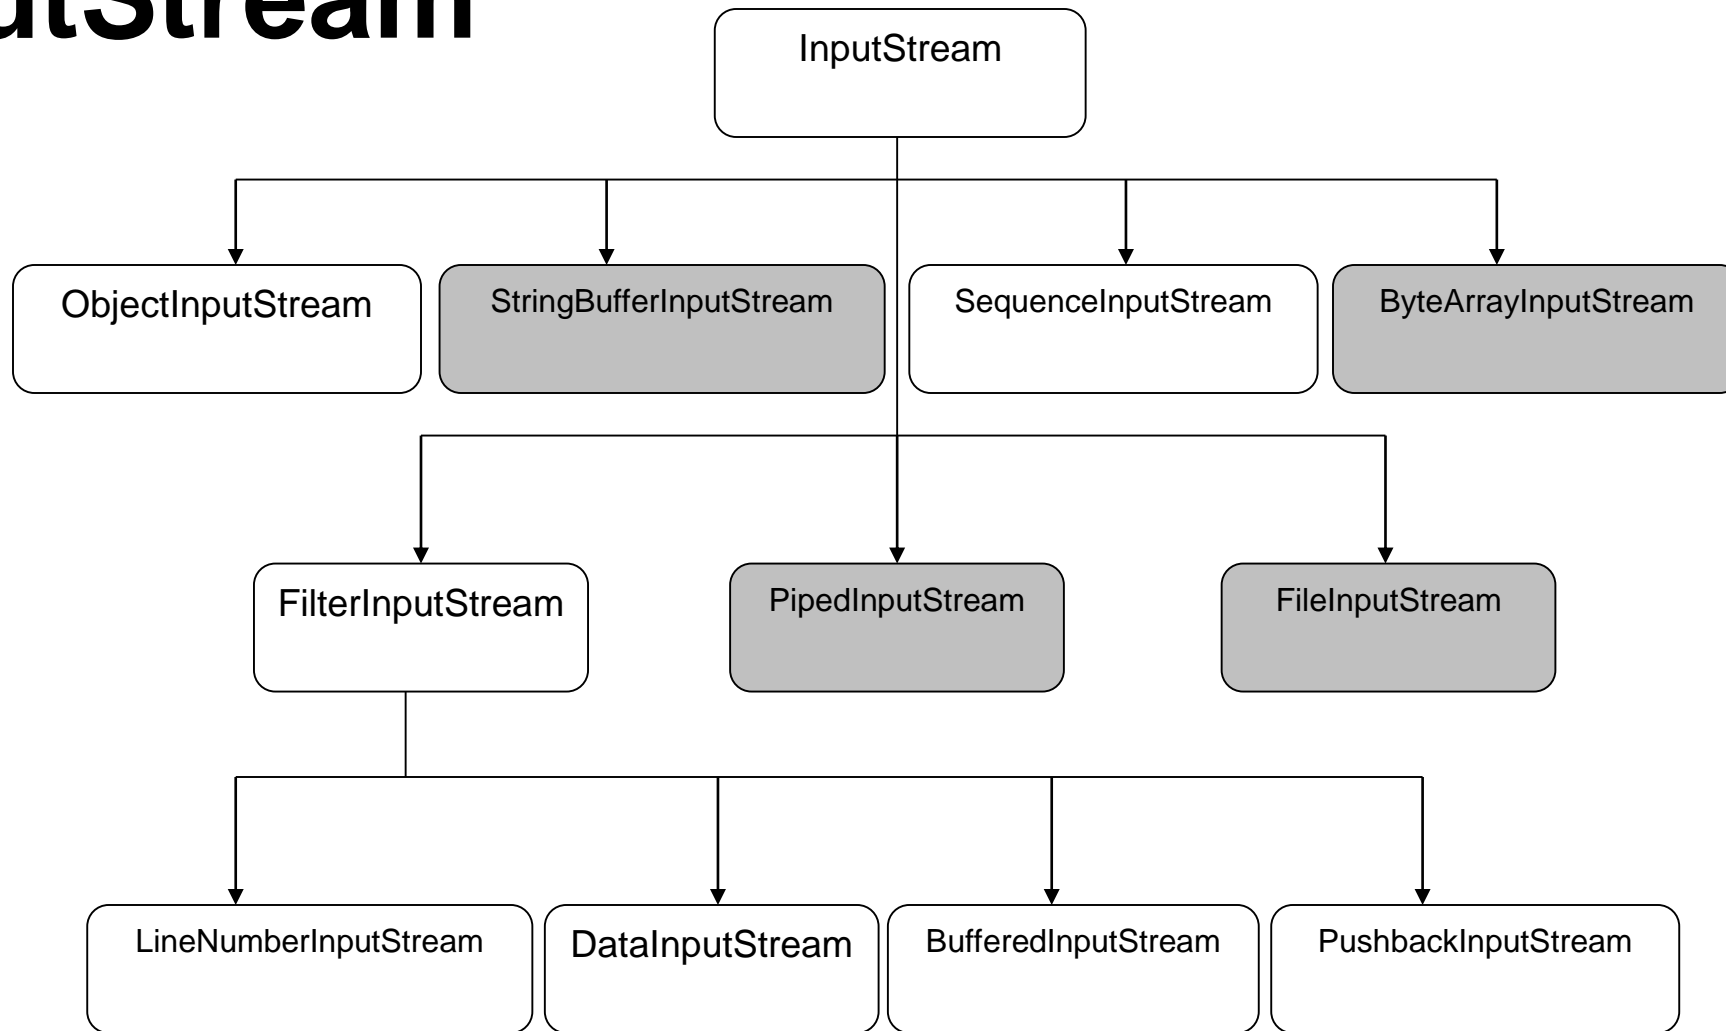 utStream
InputStream
ObjectInputStream
StringBufferInputStream
SequenceInputStream
ByteArrayInputStream
FilterInputStream
PipedInputStream
FileInputStream
LineNumberInputStream
DataInputStream
BufferedInputStream
PushbackInputStream